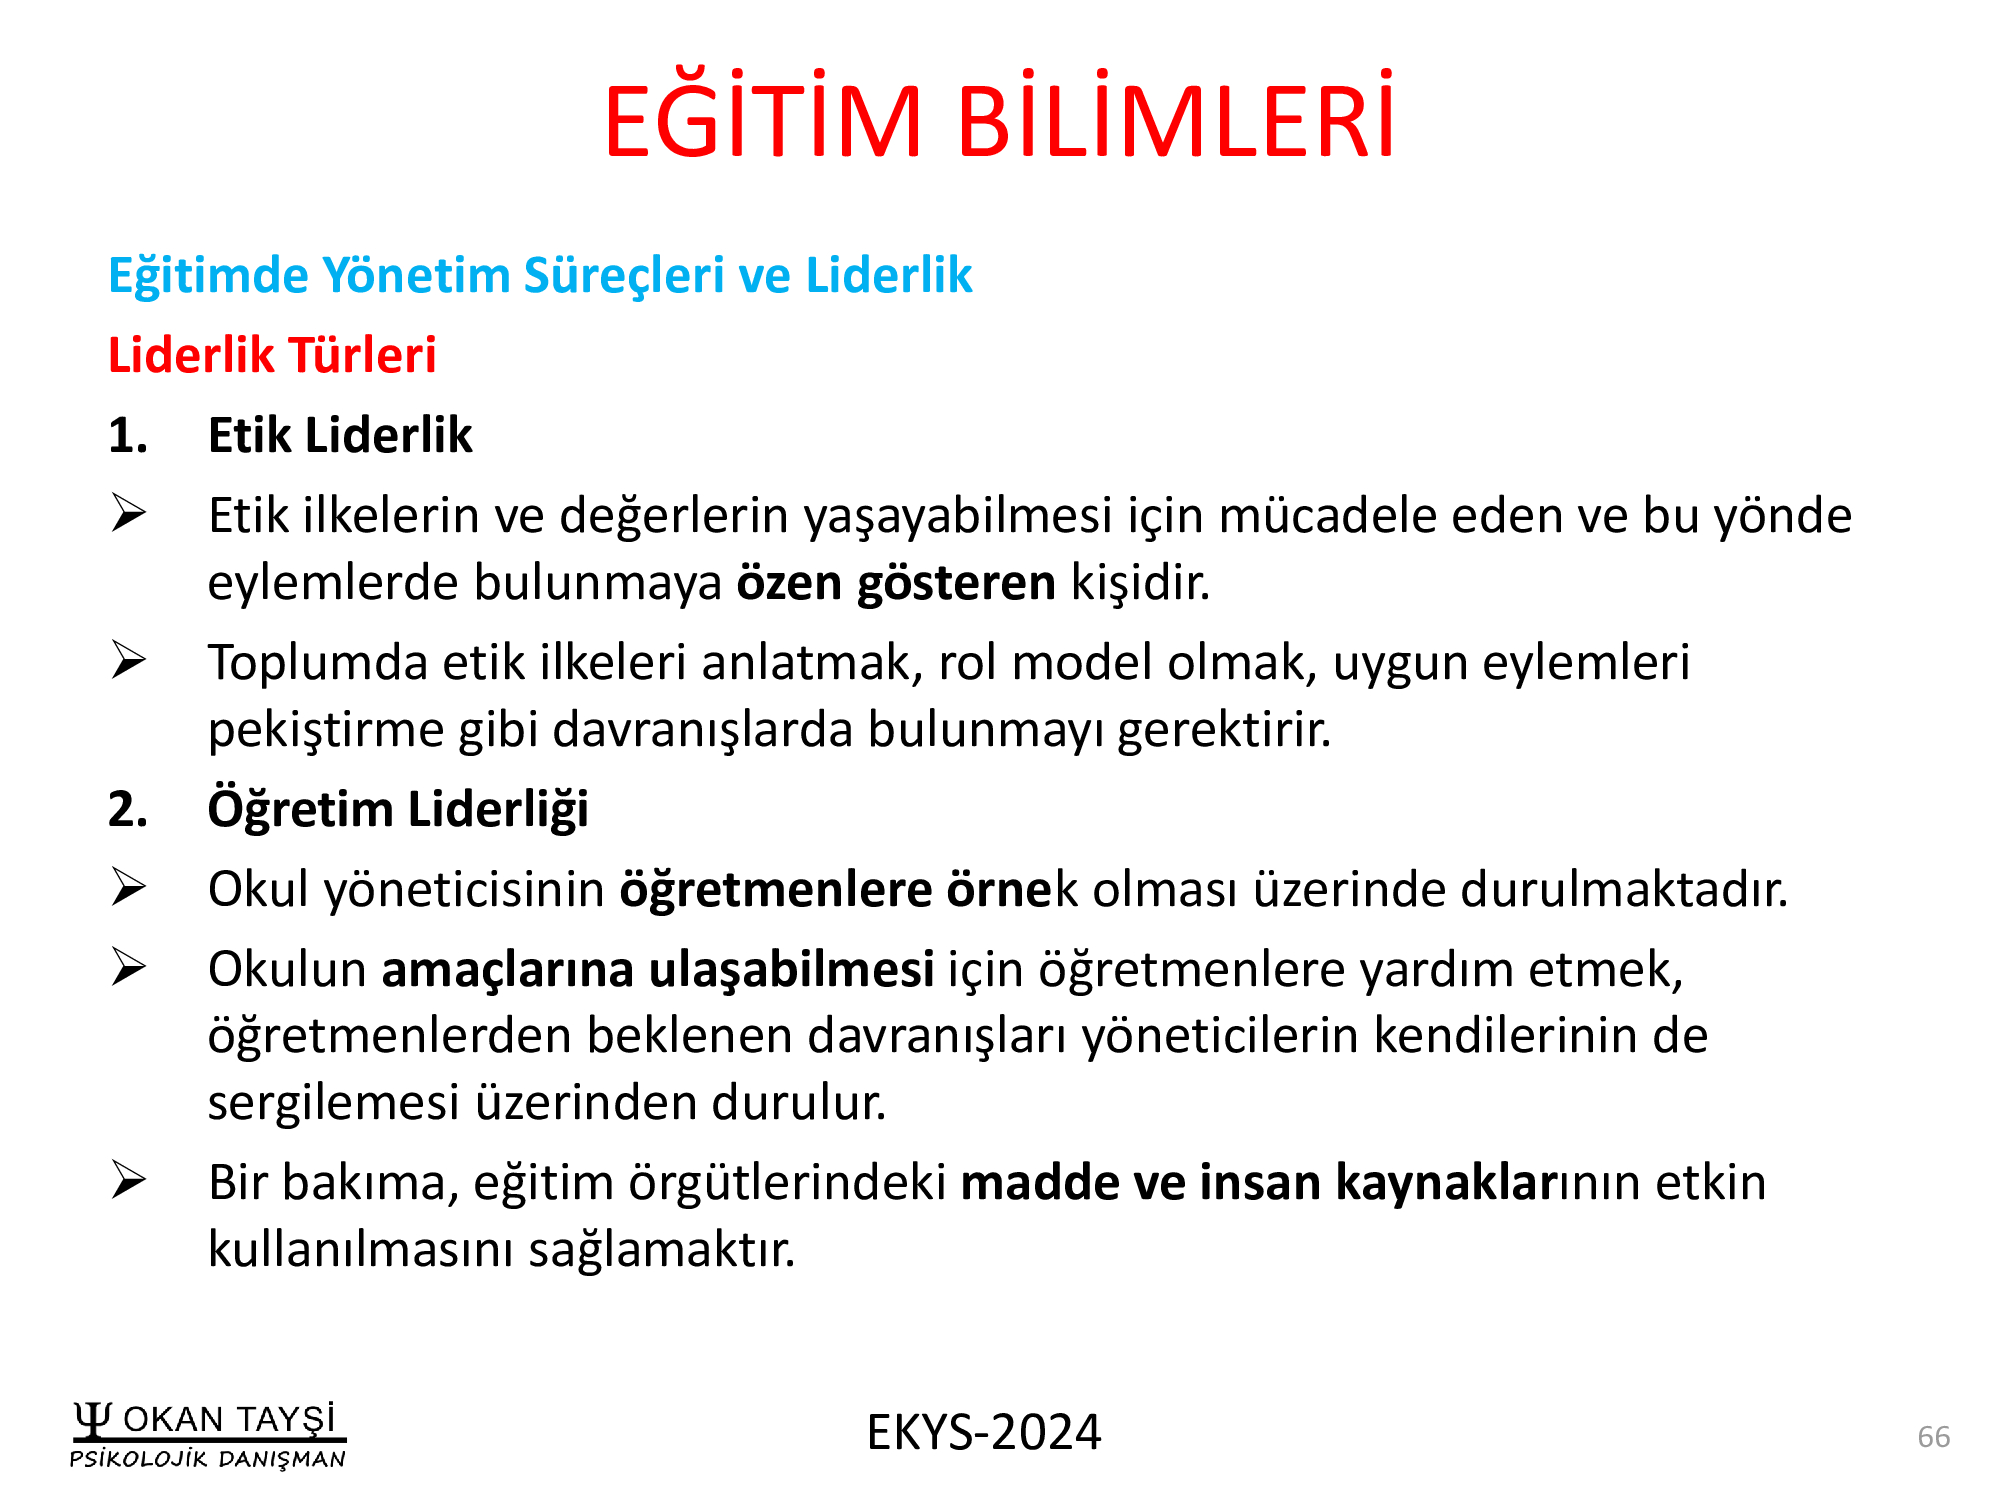 EĞİTİM BİLİMLERİ
Eğitimde Yönetim Süreçleri ve Liderlik
Liderlik Türleri
1. Etik Liderlik
➢ Etik ilkelerin ve değerlerin yaşayabilmesi için mücadele eden ve bu yönde
eylemlerde bulunmaya özen gösteren kişidir.
➢ Toplumda etik ilkeleri anlatmak, rol model olmak, uygun eylemleri
pekiştirme gibi davranışlarda bulunmayı gerektirir.
2. Öğretim Liderliği
➢ Okul yöneticisinin öğretmenlere örnek olması üzerinde durulmaktadır.
➢ Okulun amaçlarına ulaşabilmesi için öğretmenlere yardım etmek,
öğretmenlerden beklenen davranışları yöneticilerin kendilerinin de
sergilemesi üzerinden durulur.
➢ Bir bakıma, eğitim örgütlerindeki madde ve insan kaynaklarının etkin
kullanılmasını sağlamaktır.
Ψ OKAN TAYŞİ
PSİKOLOJİK DANIŞMAN
EKYS-2024
66